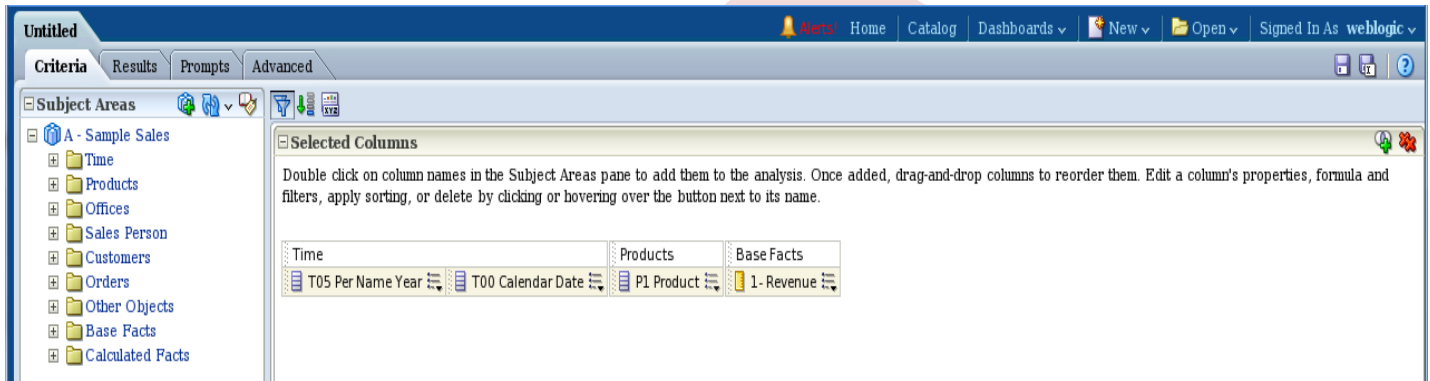 Untitled
Alerts! Home Catalog Dashboards New Open Signed In As weblogic
Criteria Results Prompts Advanced
Subject Areas
A - Sample Sales
Time
Products
Offices
Sales Person
Customers
Orders
Other Objects
Base Facts
Calculated Facts
XYZ
Selected Columns
Double click on column names in the Subject Areas pane to add them to the analysis. Once added, drag-and-drop columns to reorder them. Edit a column's properties, formula and
filters, apply sorting, or delete by clicking or hovering over the button next to its name.
Time Products Base Facts
T05 Per Name Year T00 Calendar Date P1 Product 1- Revenue